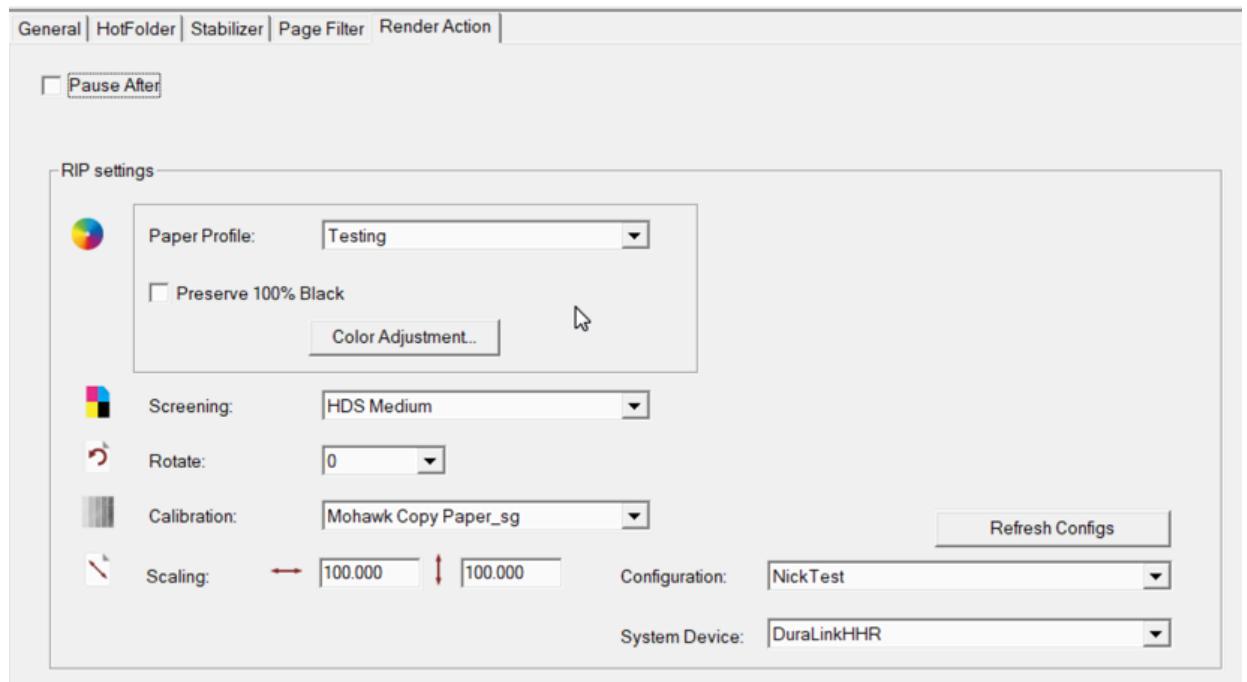 General HotFolder Stabilizer Page Filter Render Action
Pause After
RIP settings
Paper Profile: Testing
Preserve 100% Black
Color Adjustment...
Screening: HDS Medium
Rotate: 0
Calibration: Mohawk Copy Paper_sg
Refresh Configs
Scaling: 100.000 100.000
Configuration: NickTest
System Device: DuraLinkHHR